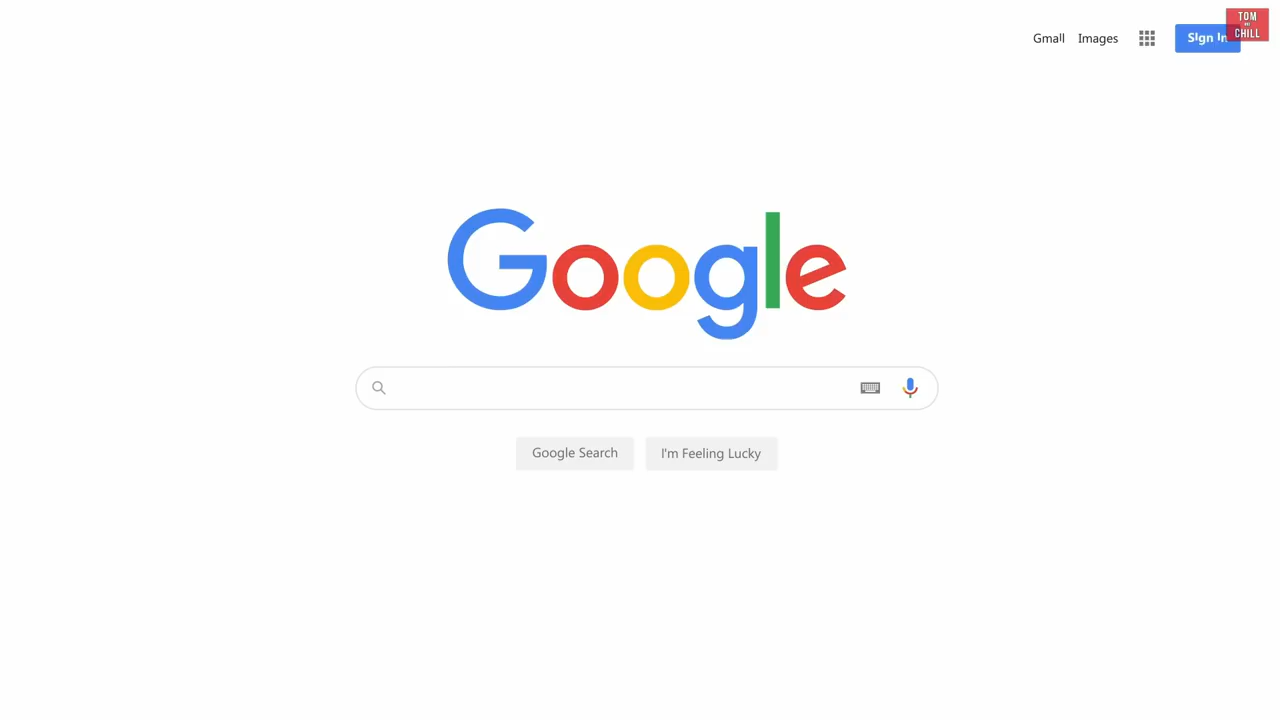 TOM
CHILL
Gmail Images
Sign In
Google
Google Search
I'm Feeling Lucky